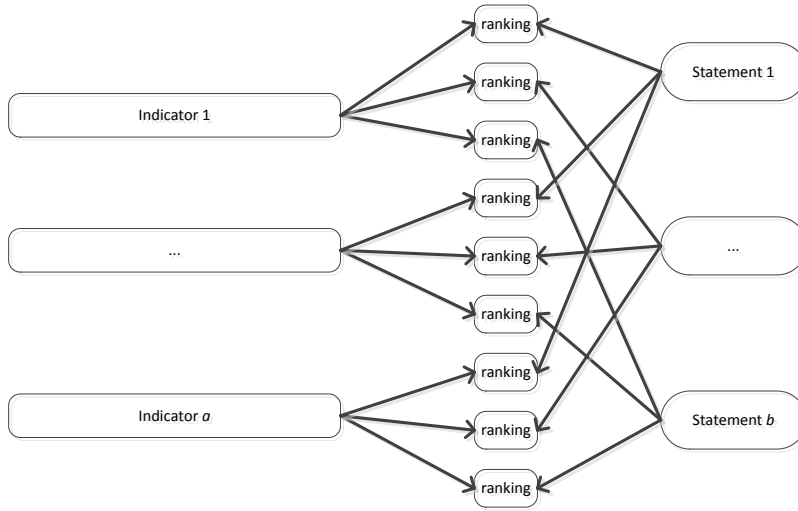 ranking
Statement 1
ranking
Indicator 1
ranking
ranking
...
ranking
...
ranking
ranking
Indicator a
ranking
Statement b
ranking